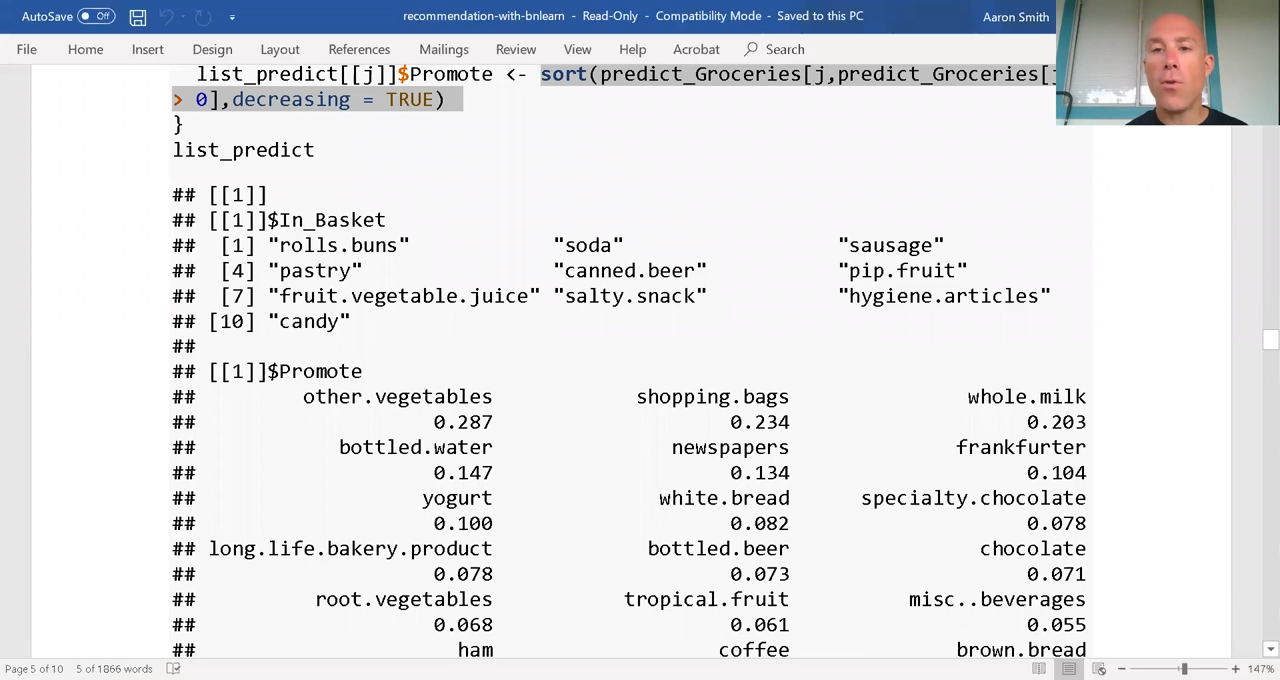 AutoSave Off recommendation-with-bnlearn - Read-Only - Compatibility Mode - Saved to this PC Aaron Smith
File Home Insert Design Layout References Mailings Review View Help Acrobat Search
list_predict[[j]]$Promote <- sort(predict_Groceries[j,predict_Groceries[j
> 0],decreasing = TRUE)
}
list_predict
## [[1]]
## [[1]]$In_Basket
## [1] "rolls.buns" "soda" "sausage"
## [4] "pastry" "canned.beer" "pip.fruit"
## [7] "fruit.vegetable.juice" "salty.snack" "hygiene.articles"
## [10] "candy"
##
## [[1]]$Promote
## other.vegetables shopping.bags whole.milk
## 0.287 0.234 0.203
## bottled.water newspapers frankfurter
## 0.147 0.134 0.104
## yogurt white.bread specialty.chocolate
## 0.100 0.082 0.078
## long.life.bakery.product bottled.beer chocolate
## 0.078 0.073 0.071
## root.vegetables tropical.fruit misc..beverages
## 0.068 0.061 0.055
## ham coffee brown.bread
Page 5 of 10 5 of 1866 words 147%